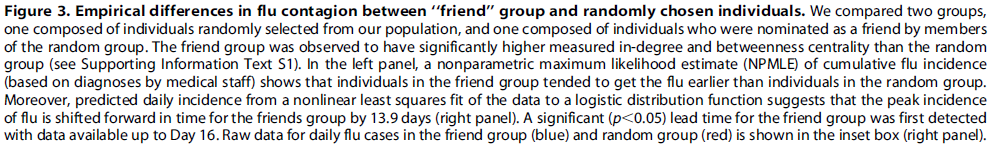 Figure 3. Empirical differences in flu contagion between ‘‘friend’’ group and randomly chosen individuals. We compared two groups,
one composed of individuals randomly selected from our population, and one composed of individuals who were nominated as a friend by members
of the random group. The friend group was observed to have significantly higher measured in-degree and betweenness centrality than the random
group (see Supporting Information Text S1). In the left panel, a nonparametric maximum likelihood estimate (NPMLE) of cumulative flu incidence
(based on diagnoses by medical staff) shows that individuals in the friend group tended to get the flu earlier than individuals in the random group.
Moreover, predicted daily incidence from a nonlinear least squares fit of the data to a logistic distribution function suggests that the peak incidence
of flu is shifted forward in time for the friends group by 13.9 days (right panel). A significant (p<0.05) lead time for the friend group was first detected
with data available up to Day 16. Raw data for daily flu cases in the friend group (blue) and random group (red) is shown in the inset box (right panel).